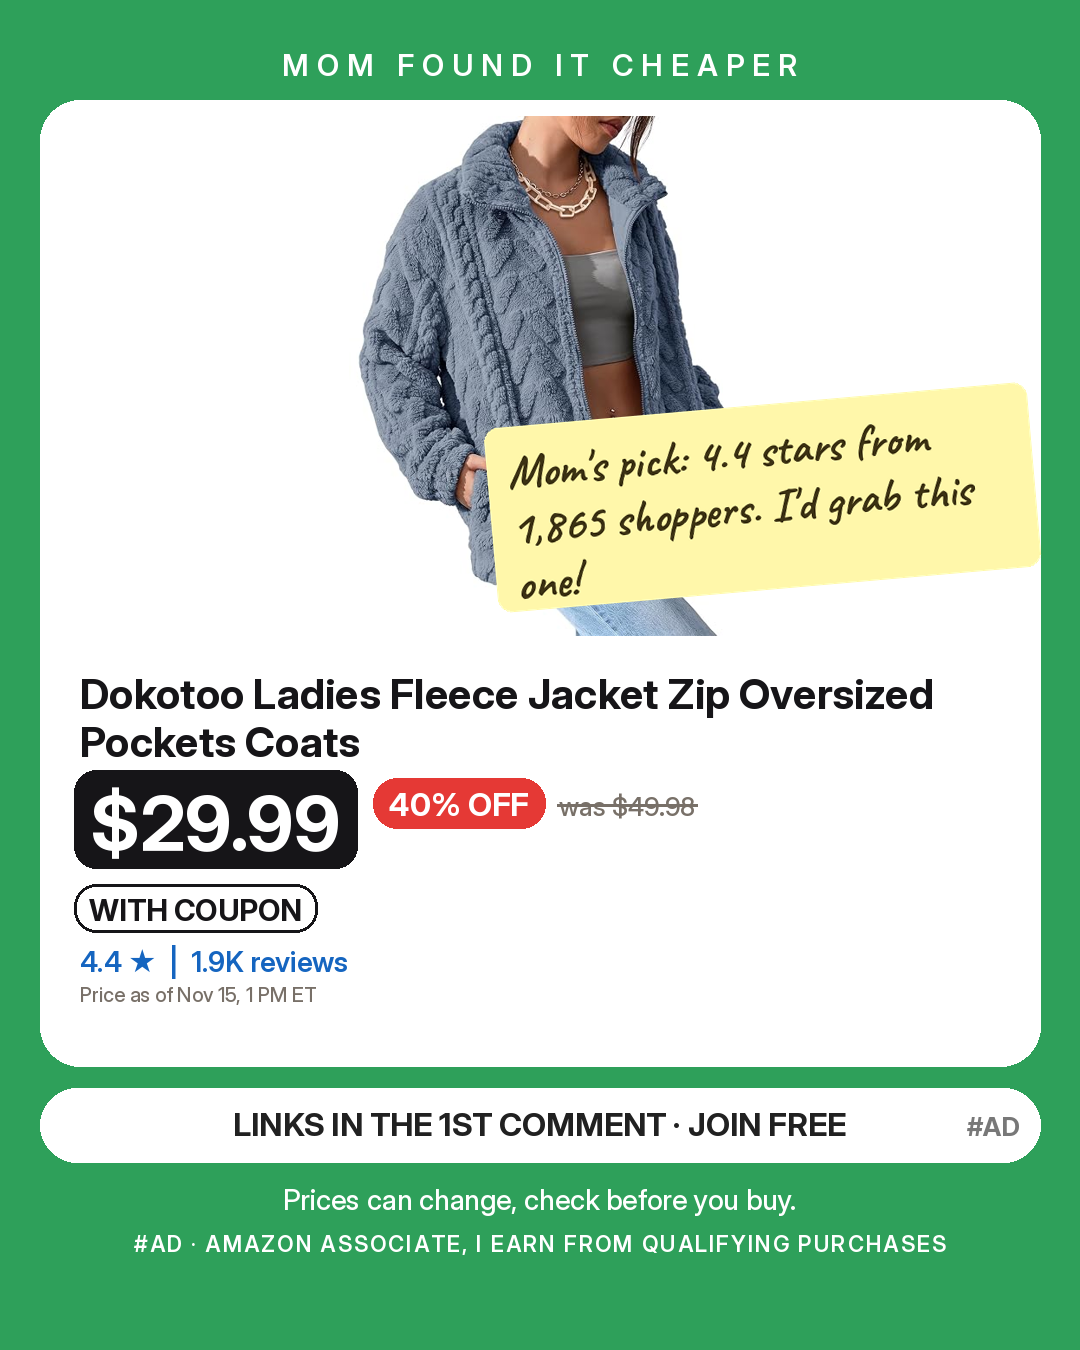 MOM FOUND IT CHEAPER
Mom's pick: 4.4 stars from
1,865 shoppers. I'd grab this
one!
Dokotoo Ladies Fleece Jacket Zip Oversized
Pockets Coats
$29.99
40% OFF
was $49.98
WITH COUPON
4.4 ★ | 1.9K reviews
Price as of Nov 15, 1 PM ET
LINKS IN THE 1ST COMMENT · JOIN FREE
#AD
Prices can change, check before you buy.
#AD · AMAZON ASSOCIATE, I EARN FROM QUALIFYING PURCHASES